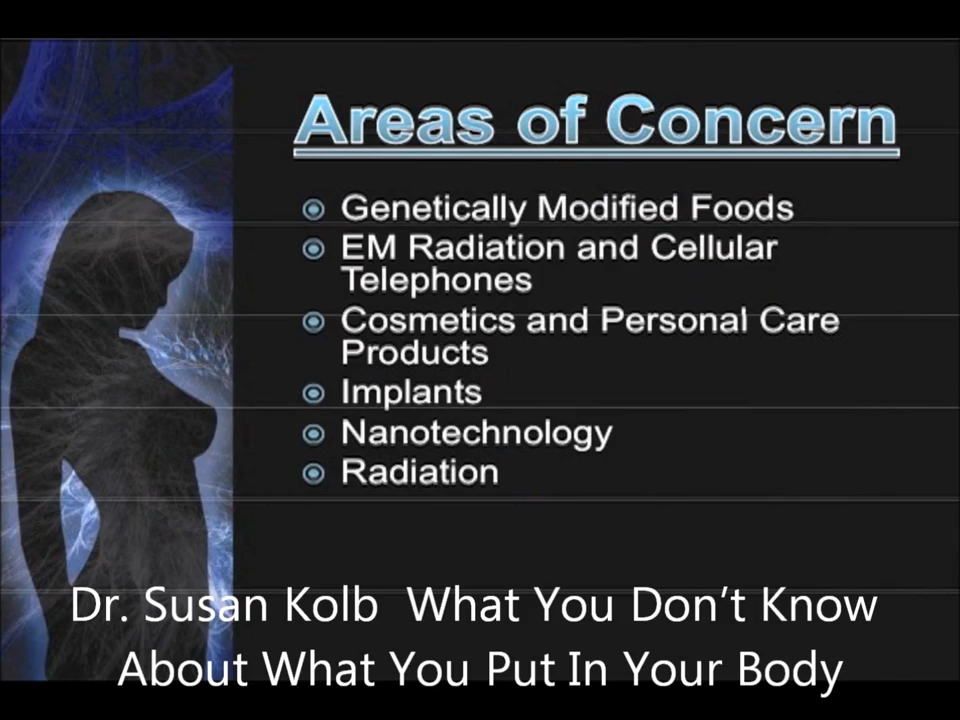 Areas of Concern
Genetically Modified Foods
EM Radiation and Cellular
Telephones
Cosmetics and Personal Care
Products
Implants
Nanotechnology
Radiation
Dr. Susan Kolb What You Don't Know
About What You Put In Your Body